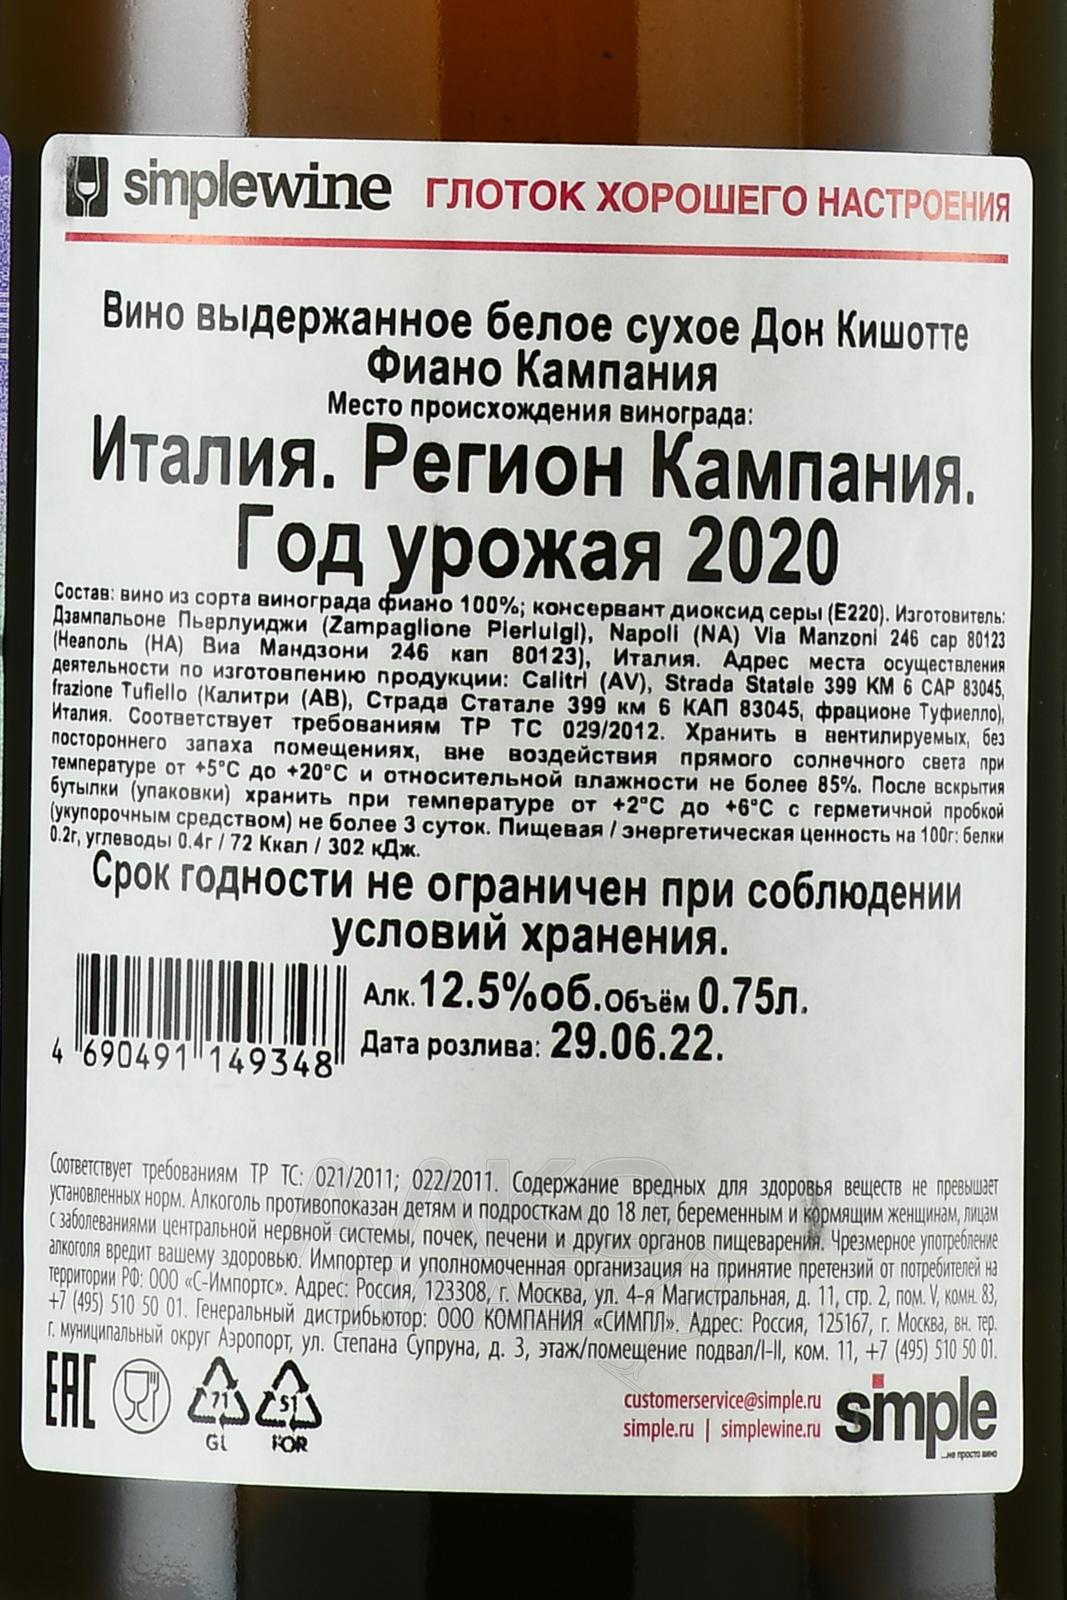 simplewine ГЛОТОК ХОРОШЕГО НАСТРОЕНИЯ
Вино выдержанное белое сухое Дон Кишотте
Фиано Кампания
Место происхождения винограда:
Италия. Регион Кампания.
Год урожая 2020
Состав: вино из сорта винограда фиано 100%; консервант диоксид серы (Е220). Изготовитель:
Дзампальоне Пьерлуиджи (Zampaglione Pierluigi), Napoli (NA) Via Manzoni 246 cap 80123
(Неаполь (НА) Виа Мандзони 246 кап 80123), Италия. Адрес места осуществления
деятельности по изготовлению продукции: Calitri (AV), Strada Statale 399 KM 6 CAP 83045,
frazione Tufiello (Калитри (АВ), Страда Статале 399 км 6 КАП 83045, фрационе Туфиелло),
Италия. Соответствует требованиям ТР ТС 029/2012. Хранить в вентилируемых, без
постороннего запаха помещениях, вне воздействия прямого солнечного света при
температуре от +5°С до +20°С и относительной влажности не более 85%. После вскрытия
бутылки (упаковки) хранить при температуре от +2°С до +6°С с герметичной пробкой
(укупорочным средством) не более 3 суток. Пищевая / энергетическая ценность на 100г: белки
0.2г, углеводы 0.4г / 72 Ккал / 302 кДж.
Срок годности не ограничен при соблюдении
условий хранения.
Алк. 12.5%об. Объём 0.75л.
Дата розлива: 29.06.22.
4 690491 149348
Соответствует требованиям ТР ТС: 021/2011; 022/2011. Содержание вредных для здоровья веществ не превышает
установленных норм. Алкоголь противопоказан детям и подросткам до 18 лет, беременным и кормящим женщинам, лицам
с заболеваниями центральной нервной системы, почек, печени и других органов пищеварения. Чрезмерное употребление
алкоголя вредит вашему здоровью. Импортер и уполномоченная организация на принятие претензий от потребителей на
территории РФ: ООО «С-Импортс». Адрес: Россия, 123308, г. Москва, ул. 4-я Магистральная, д. 11, стр. 2, пом. V, комн. 83,
+7 (495) 510 50 01. Генеральный дистрибьютор: ООО КОМПАНИЯ «СИМПЛ». Адрес: Россия, 125167, г. Москва, вн. тер.
г. муниципальный округ Аэропорт, ул. Степана Супруна, д. 3, этаж/помещение подвал/I-II, ком. 11, +7 (495) 510 50 01.
EAC
71
GL
51
FOR
customerservice@simple.ru
simple.ru | simplewine.ru
simple
...не просто вино